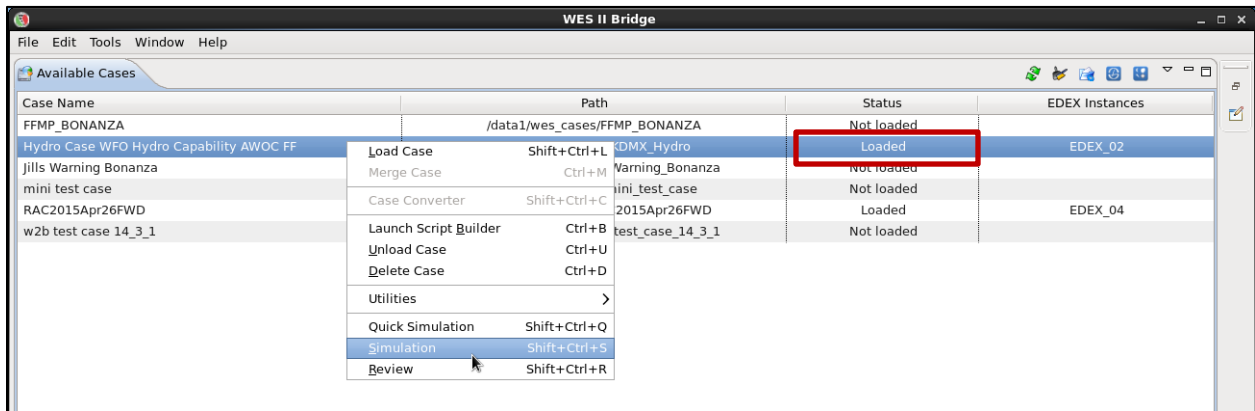 WES II Bridge
File Edit Tools Window Help
Available Cases
Case Name Path Status EDEX Instances
FFMP_BONANZA /data1/wes_cases/FFMP_BONANZA Not loaded
Hydro Case WFO Hydro Capability AWOC FF KDMX_Hydro Loaded EDEX_02
Jills Warning Bonanza Warning_Bonanza Not loaded
mini test case mini_test_case Not loaded
RAC2015Apr26FWD 2015Apr26FWD Loaded EDEX_04
w2b test case 14_3_1 test_case_14_3_1 Not loaded
Load Case Shift+Ctrl+L
Merge Case Ctrl+M
Case Converter Shift+Ctrl+C
Launch Script Builder Ctrl+B
Unload Case Ctrl+U
Delete Case Ctrl+D
Utilities
Quick Simulation Shift+Ctrl+Q
Simulation Shift+Ctrl+S
Review Shift+Ctrl+R